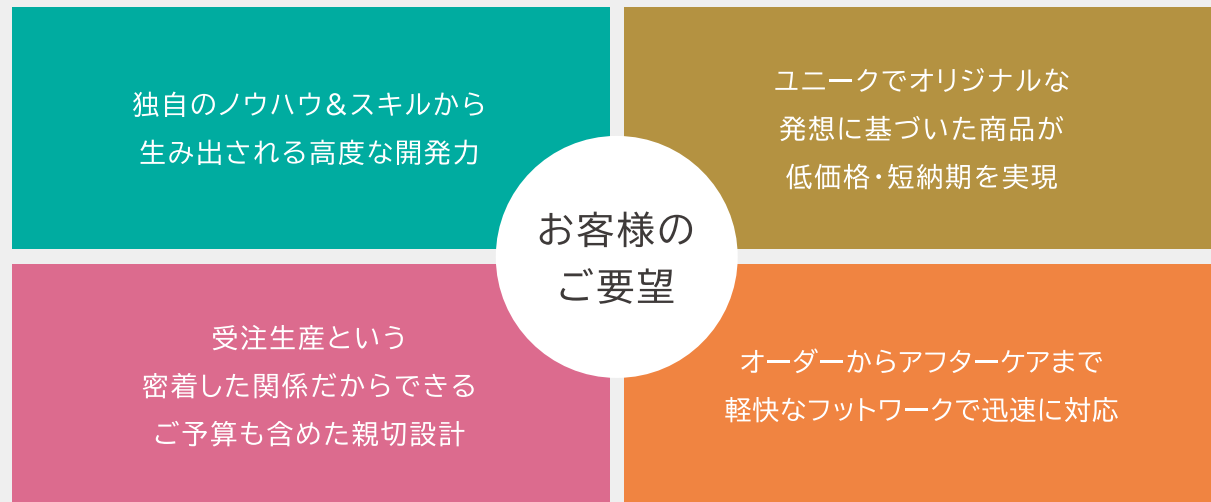 独自のノウハウ&スキルから
生み出される高度な開発力
ユニークでオリジナルな
発想に基づいた商品が
低価格・短納期を実現
お客様の
ご要望
受注生産という
密着した関係だからできる
ご予算も含めた親切設計
オーダーからアフターケアまで
軽快なフットワークで迅速に対応